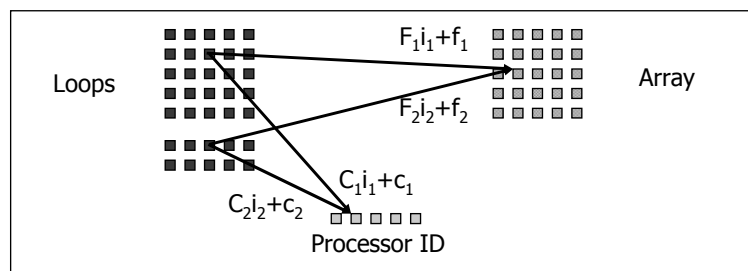 F₁i₁+f₁
Loops
Array
F₂i₂+f₂
C₁i₁+c₁
C₂i₂+c₂
Processor ID